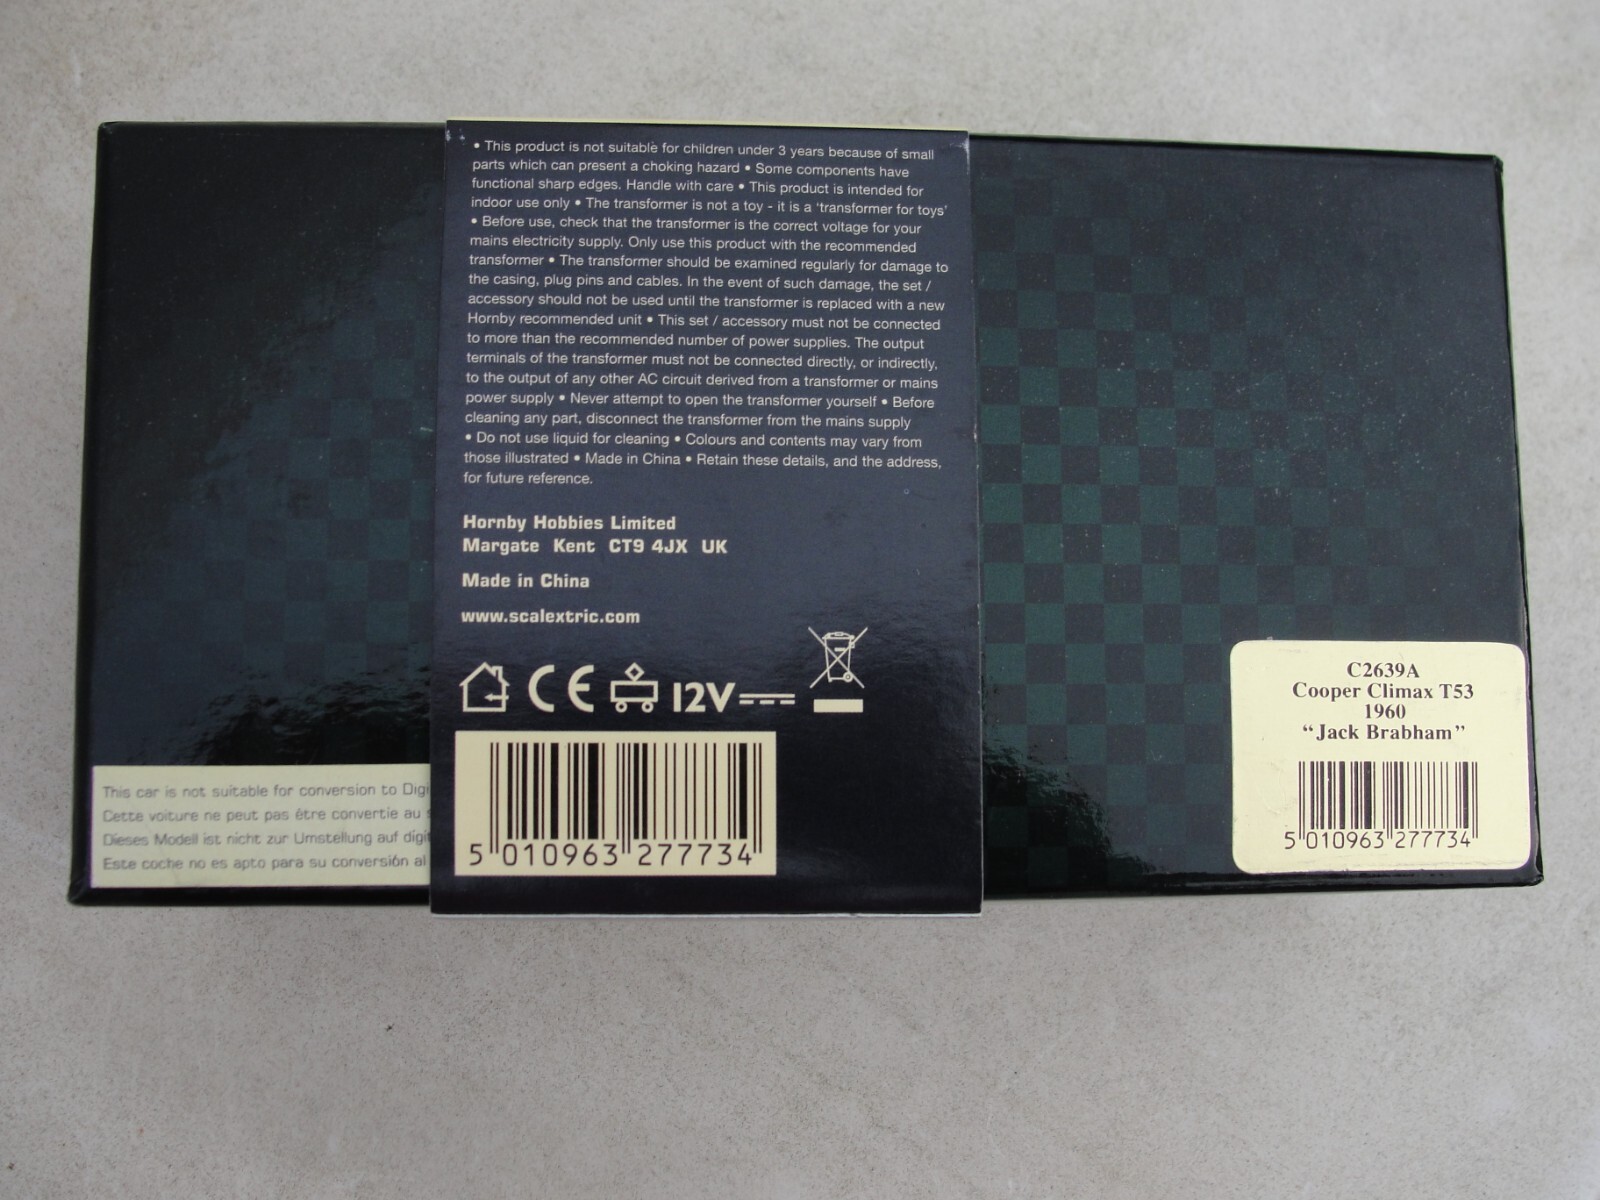 • This product is not suitable for children under 3 years because of small
parts which can present a choking hazard • Some components have
functional sharp edges. Handle with care • This product is intended for
indoor use only • The transformer is not a toy - it is a ‘transformer for toys’
• Before use, check that the transformer is the correct voltage for your
mains electricity supply. Only use this product with the recommended
transformer • The transformer should be examined regularly for damage to
the casing, plug pins and cables. In the event of such damage, the set /
accessory should not be used until the transformer is replaced with a new
Hornby recommended unit • This set / accessory must not be connected
to more than the recommended number of power supplies. The output
terminals of the transformer must not be connected directly, or indirectly,
to the output of any other AC circuit derived from a transformer or mains
power supply • Never attempt to open the transformer yourself • Before
cleaning any part, disconnect the transformer from the mains supply
• Do not use liquid for cleaning • Colours and contents may vary from
those illustrated • Made in China • Retain these details, and the address,
for future reference.
Hornby Hobbies Limited
Margate Kent CT9 4JX UK
Made in China
www.scalextric.com
CE 12V
5 010963 277734
This car is not suitable for conversion to Digi
Cette voiture ne peut pas être convertie au
Dieses Modell ist nicht zur Umstellung auf digit
Este coche no es apto para su conversión al
C2639A
Cooper Climax T53
1960
“Jack Brabham”
5 010963 277734